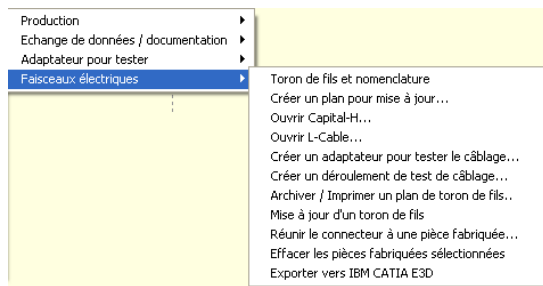 Production
Echange de données / documentation
Adaptateur pour tester
Faisceaux électriques
Toron de fils et nomenclature
Créer un plan pour mise à jour...
Ouvrir Capital-H...
Ouvrir L-Cable...
Créer un adaptateur pour tester le câblage...
Créer un déroulement de test de câblage...
Archiver / Imprimer un plan de toron de fils..
Mise à jour d'un toron de fils
Réunir le connecteur à une pièce fabriquée...
Effacer les pièces fabriquées sélectionnées
Exporter vers IBM CATIA E3D